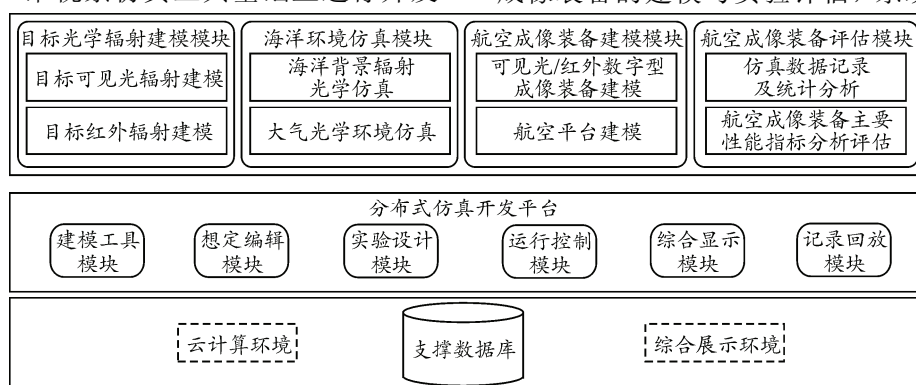 目标光学辐射建模模块
目标可见光辐射建模
目标红外辐射建模
海洋环境仿真模块
海洋背景辐射
光学仿真
大气光学环境仿真
航空成像装备建模模块
可见光/红外数字型
成像装备建模
航空平台建模
航空成像装备评估模块
仿真数据记录
及统计分析
航空成像装备主要
性能指标分析评估
分布式仿真开发平台
建模工具
模块
想定编辑
模块
实验设计
模块
运行控制
模块
综合显示
模块
记录回放
模块
云计算环境
支撑数据库
综合展示环境